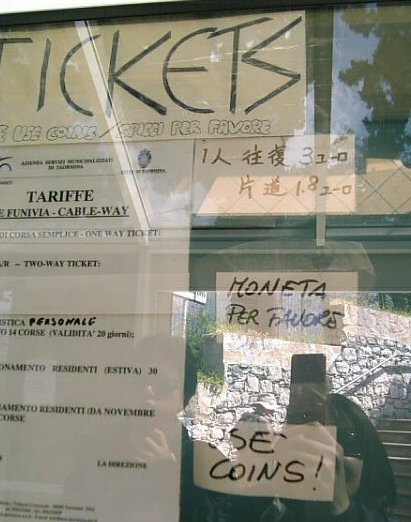 TICKETS
E USE COINS / SPICCI PER FAVORE
AZIENDA SERVIZI MUNICIPALIZZATI
DI TAORMINA
TARIFFE
E FUNIVIA - CABLE-WAY
DI CORSA SEMPLICE - ONE WAY TICKET:
A/R -- TWO-WAY TICKET:
ISTICA PERSONALE
O 14 CORSE (VALIDITA' 20 giorni);
ONAMENTO RESIDENTI (ESTIVA) 30
NAMENTO RESIDENTI (DA NOVEMBRE
CORSE
LA DIREZIONE
1人 往復 3ユーロ
片道 1.8ユーロ
MONETA
PER FAVORE
SE
COINS!